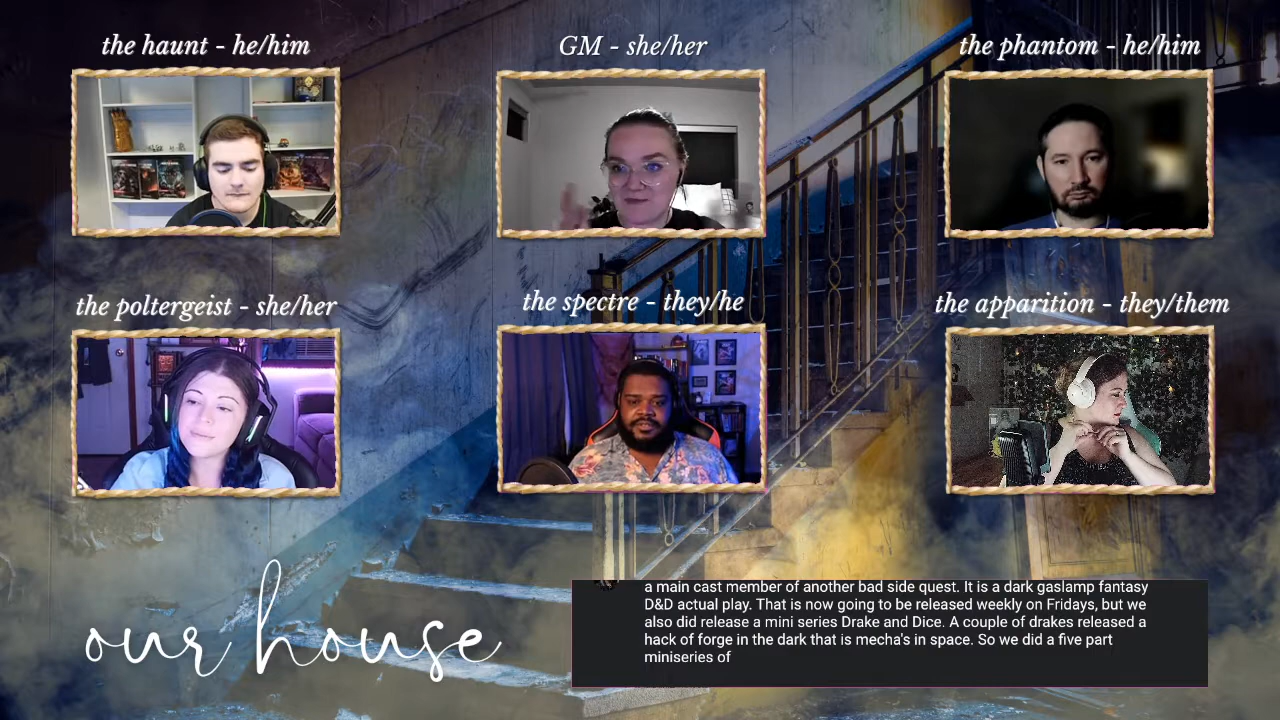 the haunt - he/him
GM - she/her
the phantom - he/him
the poltergeist - she/her
the spectre - they/he
the apparition - they/them
our house
a main cast member of another bad side quest. It is a dark gaslamp fantasy
D&D actual play. That is now going to be released weekly on Fridays, but we
also did release a mini series Drake and Dice. A couple of drakes released a
hack of forge in the dark that is mecha's in space. So we did a five part
miniseries of